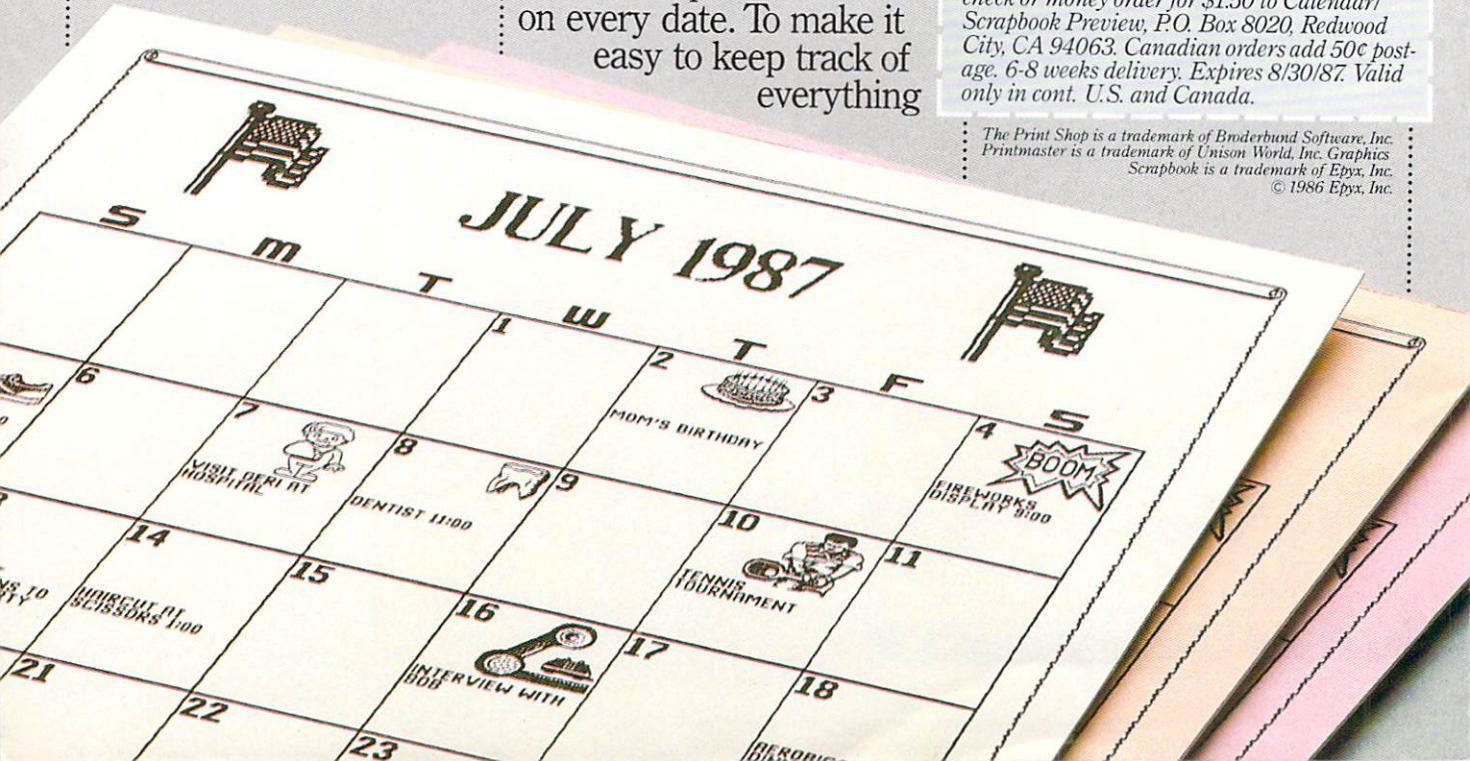 on every date. To make it
easy to keep track of
everything
check or money order for $1.50 to Calendar/
Scrapbook Preview, P.O. Box 8020, Redwood
City, CA 94063. Canadian orders add 50¢ post-
age. 6-8 weeks delivery. Expires 8/30/87. Valid
only in cont. U.S. and Canada.
The Print Shop is a trademark of Broderbund Software, Inc.
Printmaster is a trademark of Unison World, Inc. Graphics
Scrapbook is a trademark of Epyx, Inc.
© 1986 Epyx, Inc.
JULY 1987
S m T W T F S
1 2 3 4
MOM'S BIRTHDAY
BOOM
FIREWORKS
DISPLAY 9:00
6 7 8 9 10 11
VISIT GERI AT
HOSPITAL
DENTIST 11:00
TENNIS
TOURNAMENT
14 15 16 17 18
NS TO
TY
HAIRCUT AT
SCISSORS 1:00
INTERVIEW WITH
BOB
21 22 23